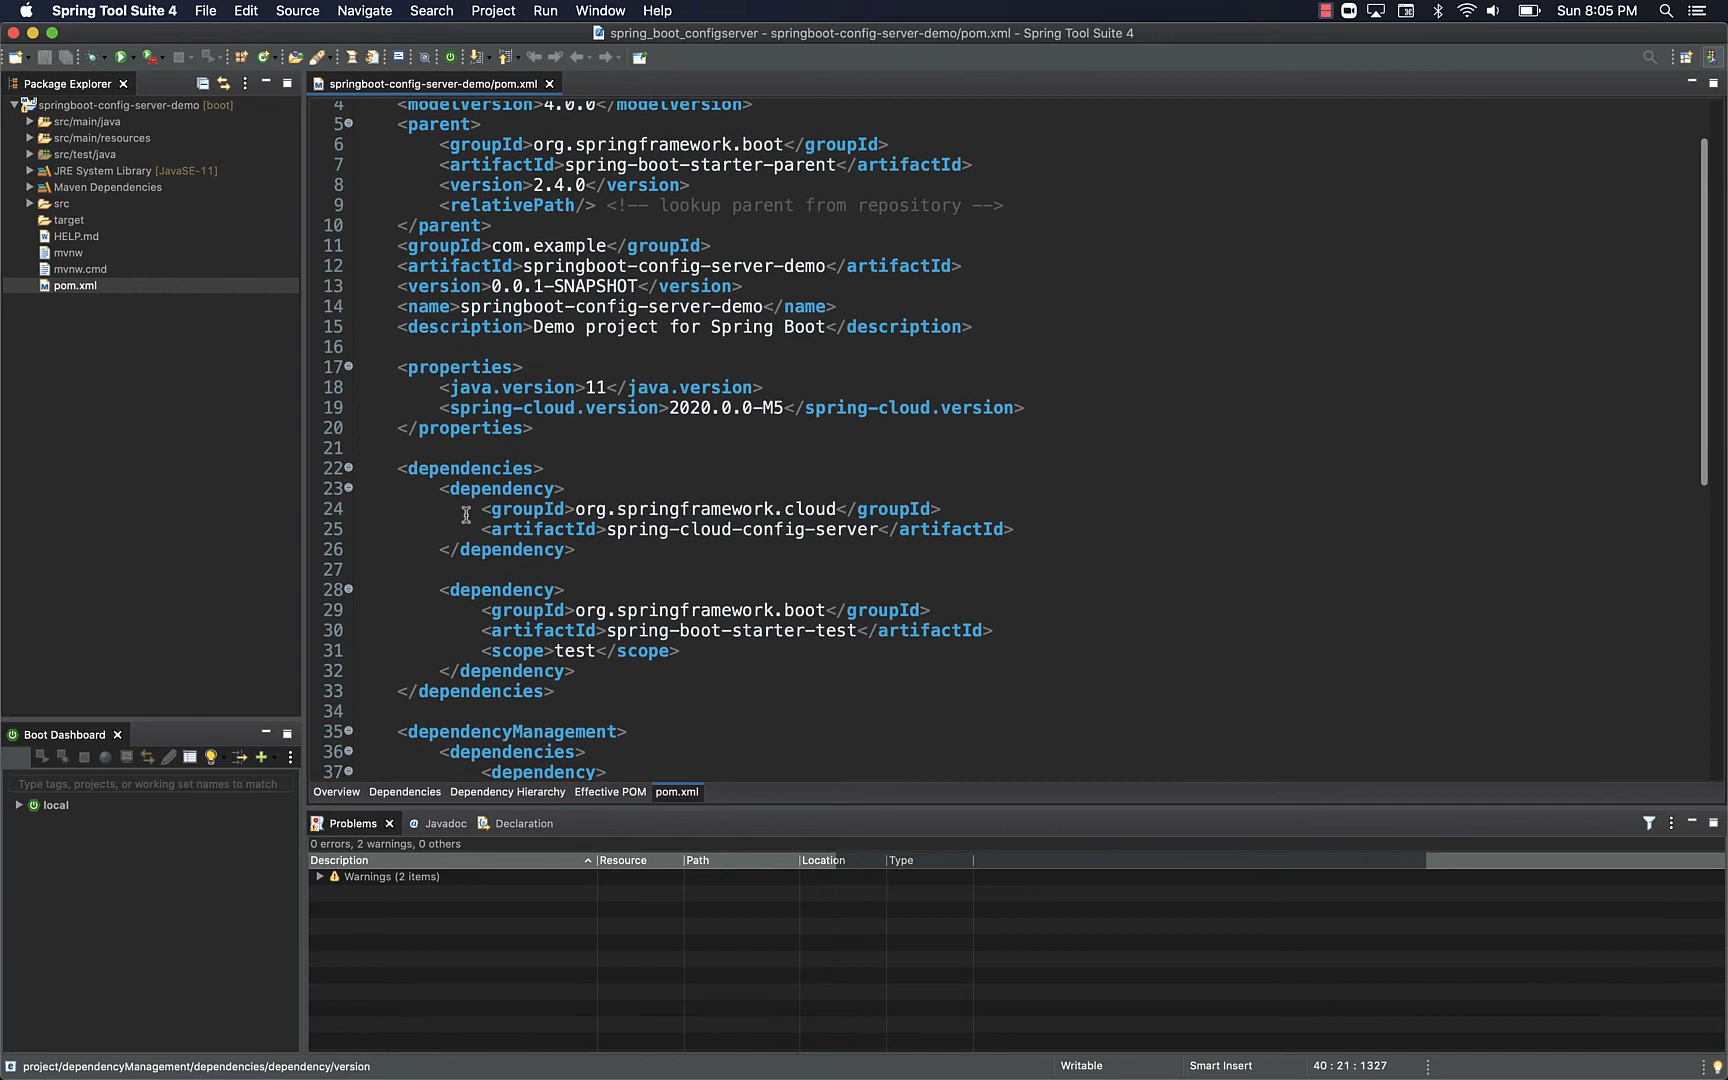 Spring Tool Suite 4 File Edit Source Navigate Search Project Run Window Help Sun 8:05 PM
spring_boot_configserver - springboot-config-server-demo/pom.xml - Spring Tool Suite 4
Package Explorer
springboot-config-server-demo [boot]
src/main/java
src/main/resources
src/test/java
JRE System Library [JavaSE-11]
Maven Dependencies
src
target
HELP.md
mvnw
mvnw.cmd
pom.xml
Boot Dashboard
Type tags, projects, or working set names to match
local
springboot-config-server-demo/pom.xml
4 <modelVersion>4.0.0</modelVersion>
5 <parent>
6 <groupId>org.springframework.boot</groupId>
7 <artifactId>spring-boot-starter-parent</artifactId>
8 <version>2.4.0</version>
9 <relativePath/> <!-- lookup parent from repository -->
10 </parent>
11 <groupId>com.example</groupId>
12 <artifactId>springboot-config-server-demo</artifactId>
13 <version>0.0.1-SNAPSHOT</version>
14 <name>springboot-config-server-demo</name>
15 <description>Demo project for Spring Boot</description>
16
17 <properties>
18 <java.version>11</java.version>
19 <spring-cloud.version>2020.0.0-M5</spring-cloud.version>
20 </properties>
21
22 <dependencies>
23 <dependency>
24 <groupId>org.springframework.cloud</groupId>
25 <artifactId>spring-cloud-config-server</artifactId>
26 </dependency>
27
28 <dependency>
29 <groupId>org.springframework.boot</groupId>
30 <artifactId>spring-boot-starter-test</artifactId>
31 <scope>test</scope>
32 </dependency>
33 </dependencies>
34
35 <dependencyManagement>
36 <dependencies>
37 <dependency>
Overview Dependencies Dependency Hierarchy Effective POM pom.xml
Problems Javadoc Declaration
0 errors, 2 warnings, 0 others
Description Resource Path Location Type
Warnings (2 items)
project/dependencyManagement/dependencies/dependency/version Writable Smart Insert 40 : 21 : 1327